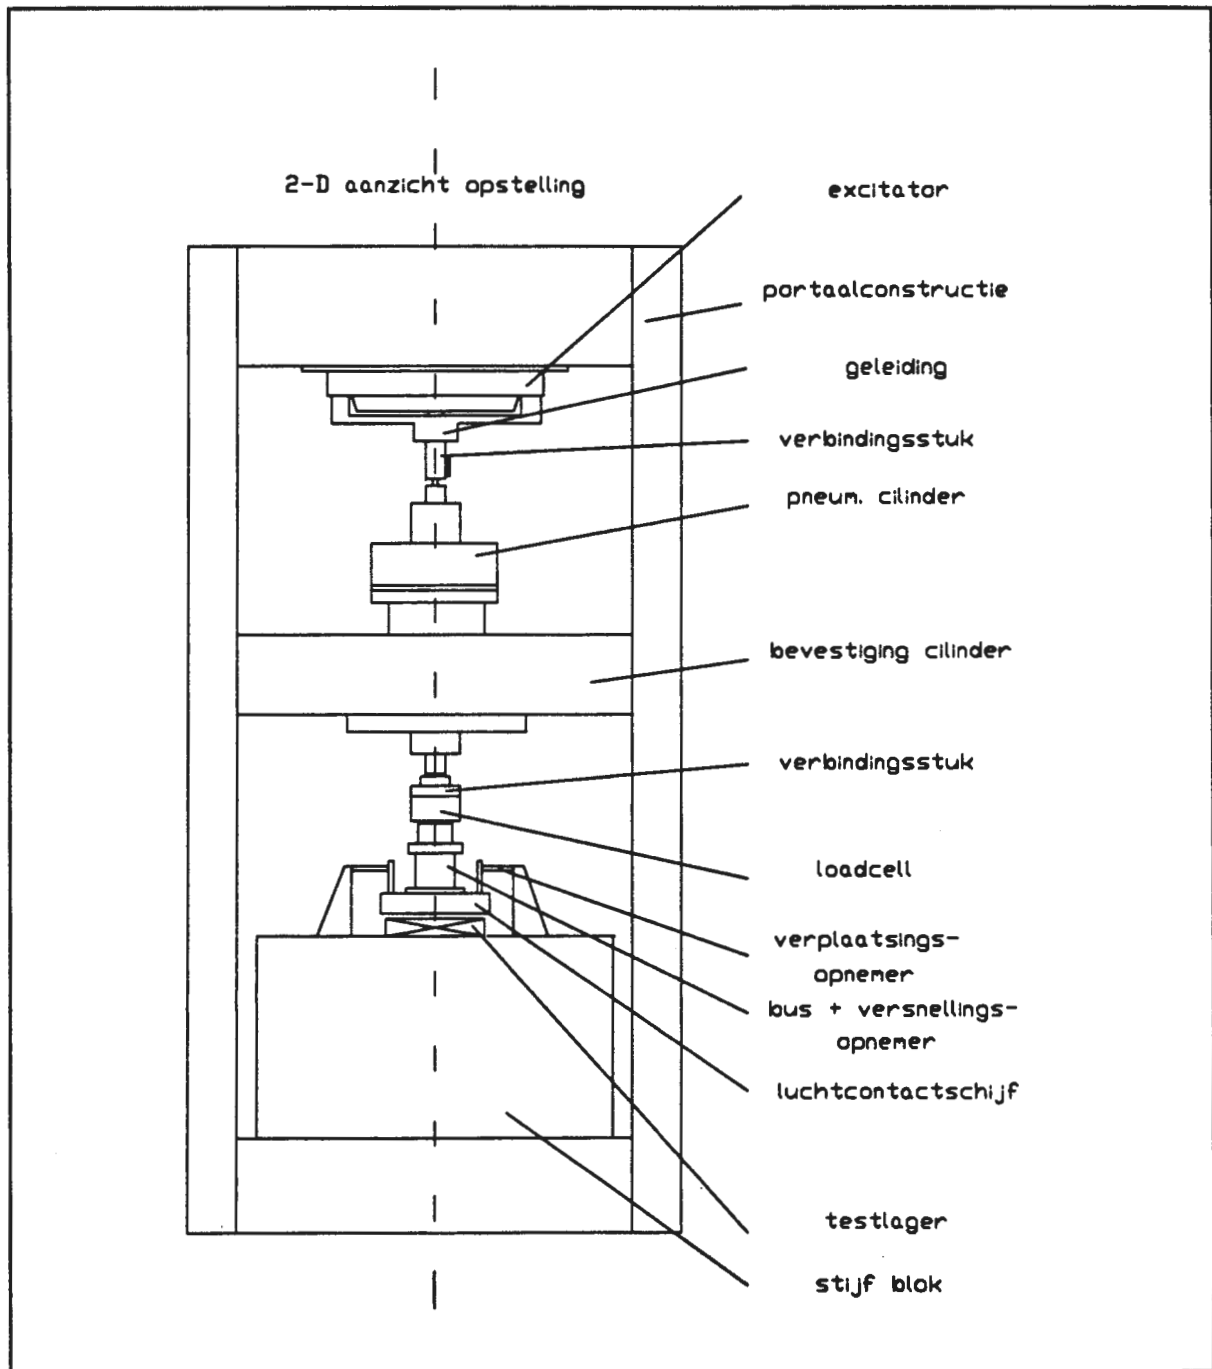 2-D aanzicht opstelling
excitator
portaalconstructie
geleiding
verbindingsstuk
pneum. cilinder
bevestiging cilinder
verbindingsstuk
loadcell
verplaatsings-
opnemer
bus + versnellings-
opnemer
luchtcontactschijf
testlager
stijf blok